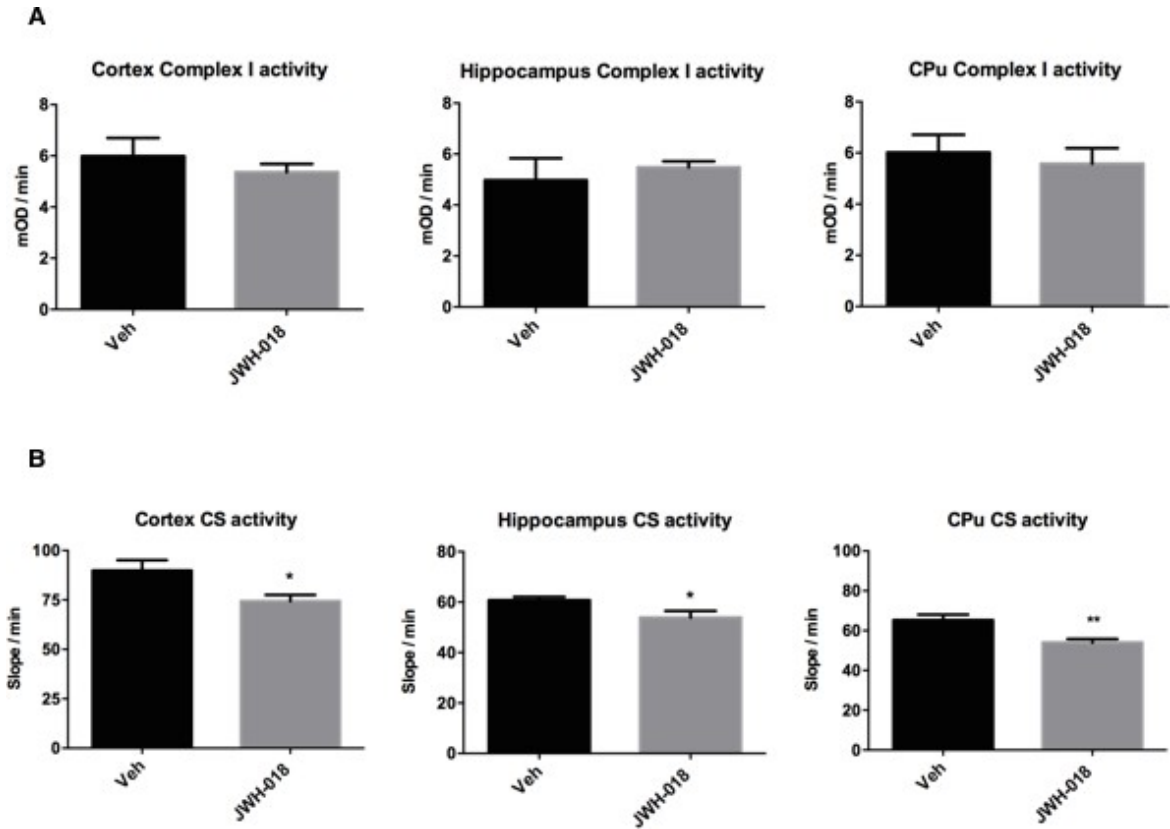 A
Cortex Complex I activity
mOD / min
8
6
4
2
0
Veh
JWH-018
Hippocampus Complex I activity
mOD / min
8
6
4
2
0
Veh
JWH-018
CPu Complex I activity
mOD / min
8
6
4
2
0
Veh
JWH-018
B
Cortex CS activity
Slope / min
100
75
50
25
0
*
Veh
JWH-018
Hippocampus CS activity
Slope / min
80
60
40
20
0
*
Veh
JWH-018
CPu CS activity
Slope / min
100
80
60
40
20
0
**
Veh
JWH-018